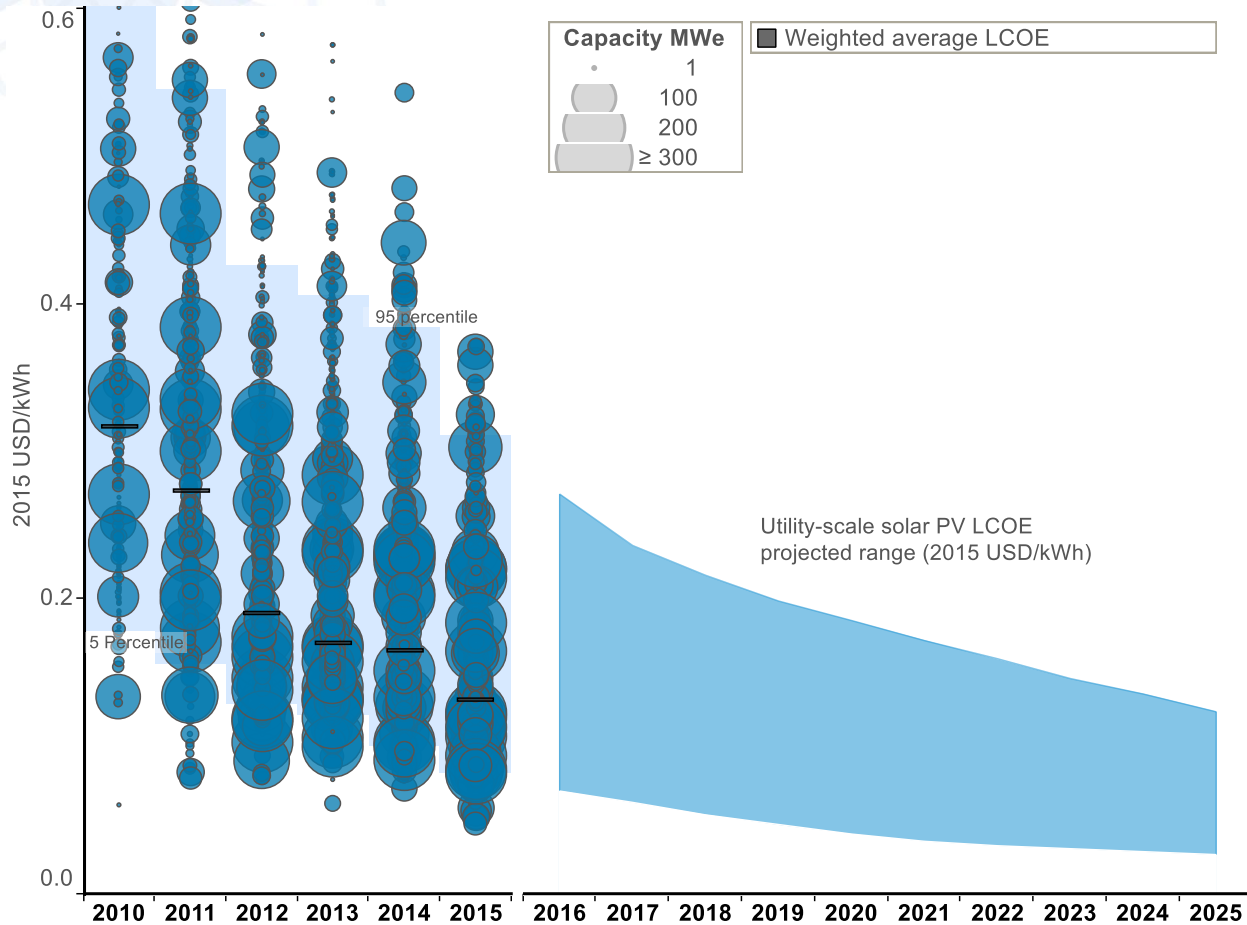 0.6
0.4
0.2
0.0
2015 USD/kWh
Capacity MWe
1
100
200
≥ 300
Weighted average LCOE
95 percentile
5 Percentile
Utility-scale solar PV LCOE
projected range (2015 USD/kWh)
2010 2011 2012 2013 2014 2015 2016 2017 2018 2019 2020 2021 2022 2023 2024 2025